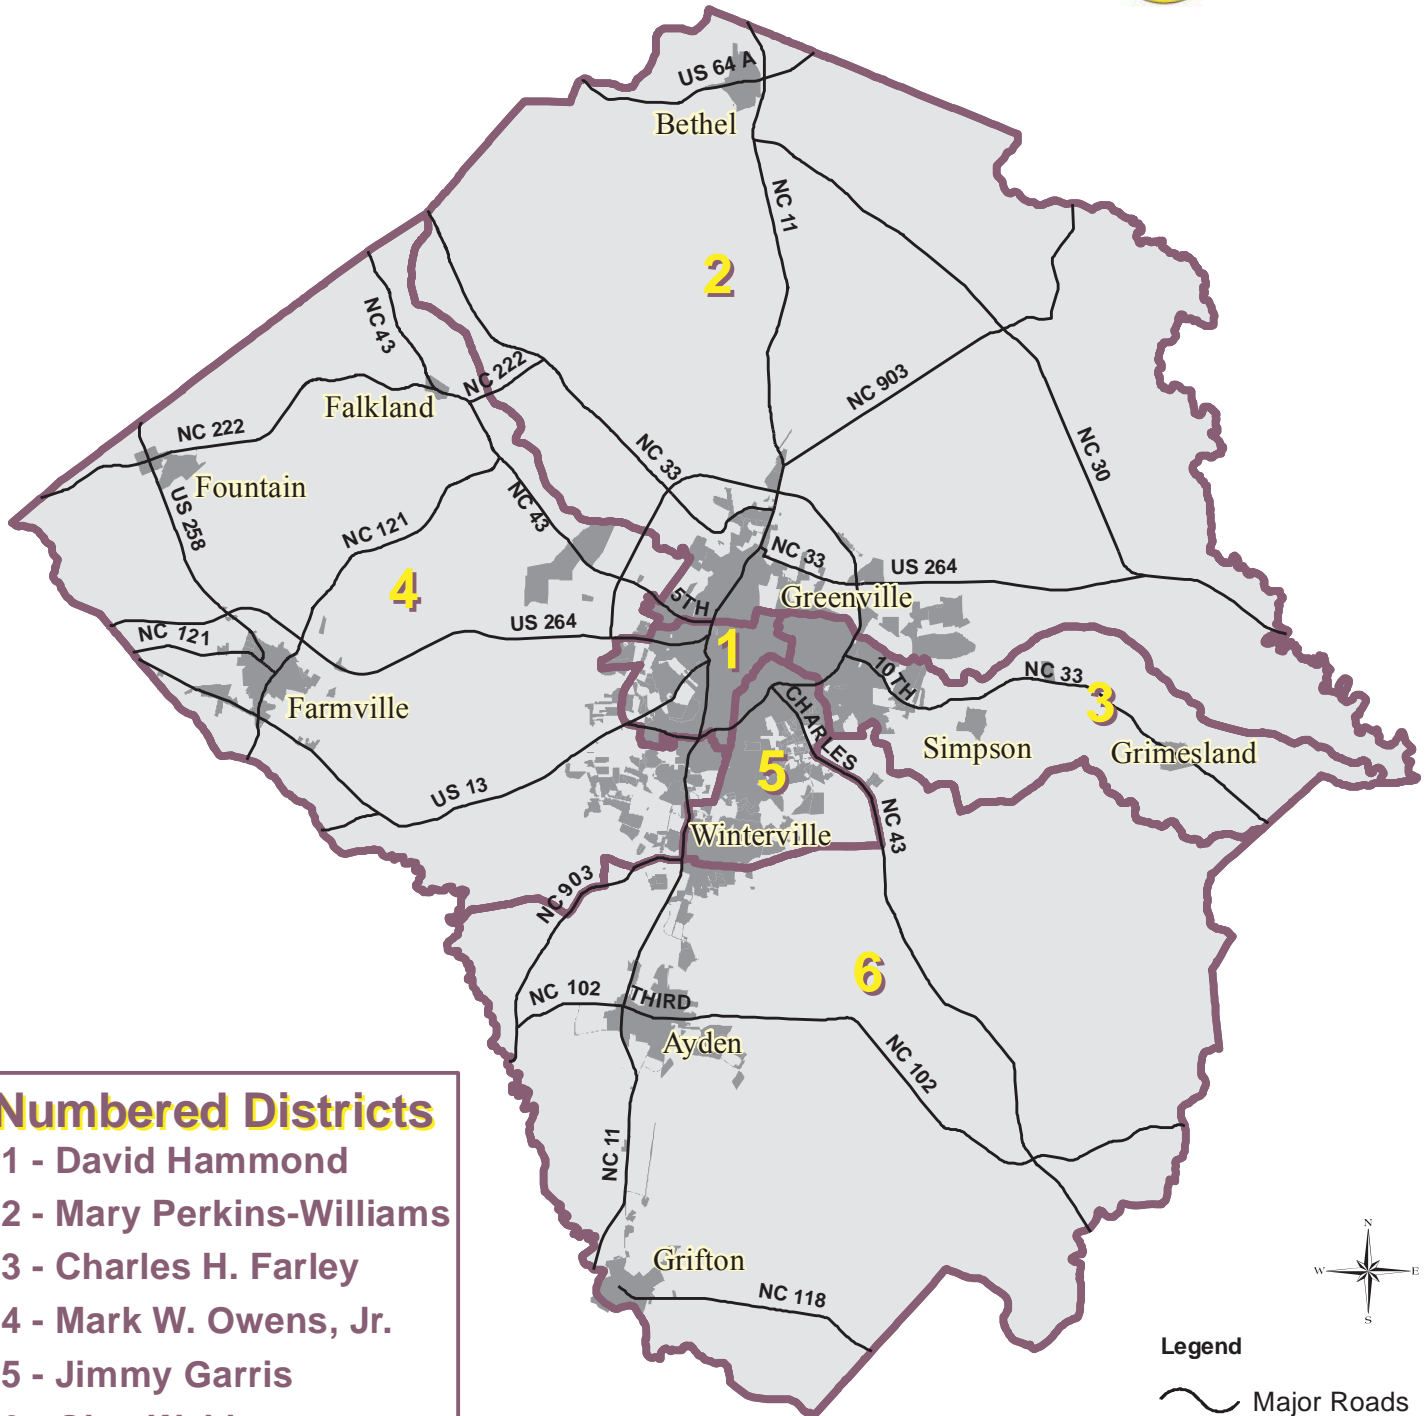 US 64 A
Bethel
NC 11
2
NC 43
NC 222
Falkland
NC 903
NC 222
NC 33
NC 30
Fountain
US 258
NC 43
NC 121
NC 33
US 264
4
5TH
Greenville
US 264
NC 121
1
10TH
NC 33
3
Farmville
CHARLES
Simpson
Grimesland
5
US 13
NC 43
Winterville
NC 903
6
NC 102
THIRD
Ayden
NC 102
Numbered Districts
1 - David Hammond
2 - Mary Perkins-Williams
3 - Charles H. Farley
4 - Mark W. Owens, Jr.
5 - Jimmy Garris
NC 11
Grifton
NC 118
N
W E
S
Legend
Major Roads